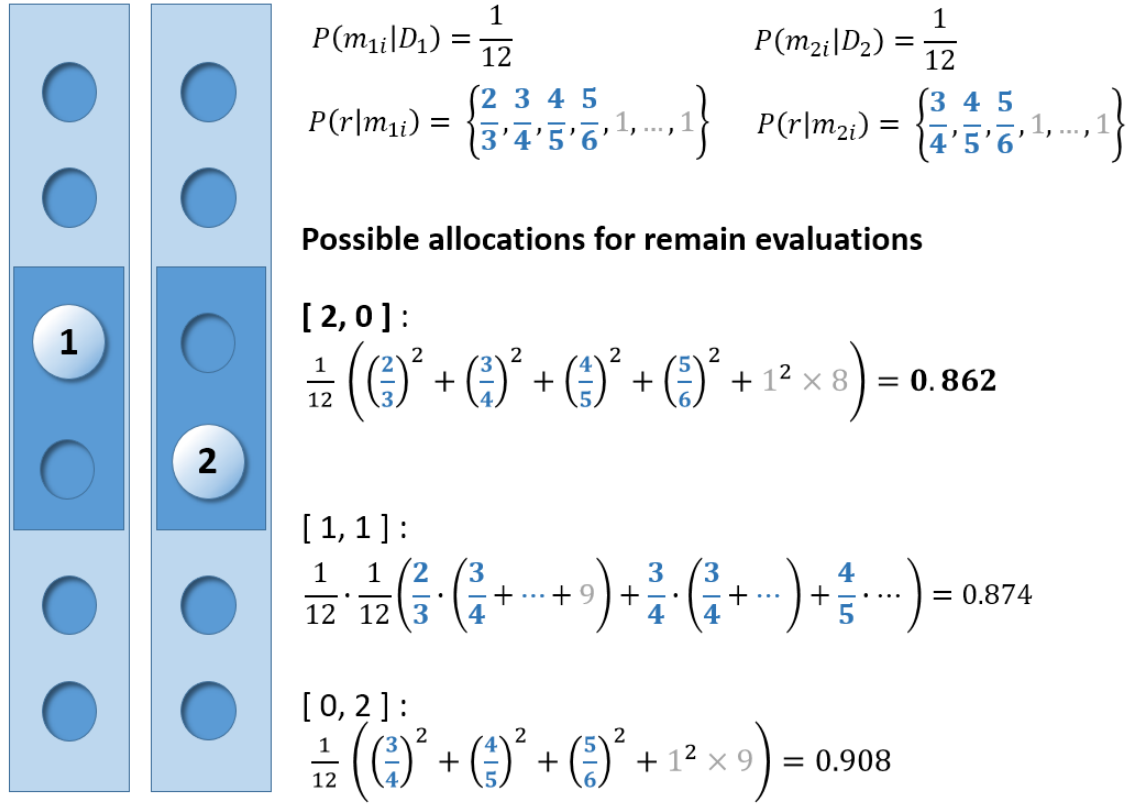 1
2
P(m₁ᵢ|D₁) = 1/12
P(m₂ᵢ|D₂) = 1/12
P(r|m₁ᵢ) = {2/3, 3/4, 4/5, 5/6, 1, ..., 1}
P(r|m₂ᵢ) = {3/4, 4/5, 5/6, 1, ..., 1}
Possible allocations for remain evaluations
[ 2, 0 ] :
1/12 ((2/3)² + (3/4)² + (4/5)² + (5/6)² + 1² × 8) = 0.862
[ 1, 1 ] :
1/12 · 1/12 (2/3 · (3/4 + ⋯ + 9) + 3/4 · (3/4 + ⋯) + 4/5 · ⋯) = 0.874
[ 0, 2 ] :
1/12 ((3/4)² + (4/5)² + (5/6)² + 1² × 9) = 0.908